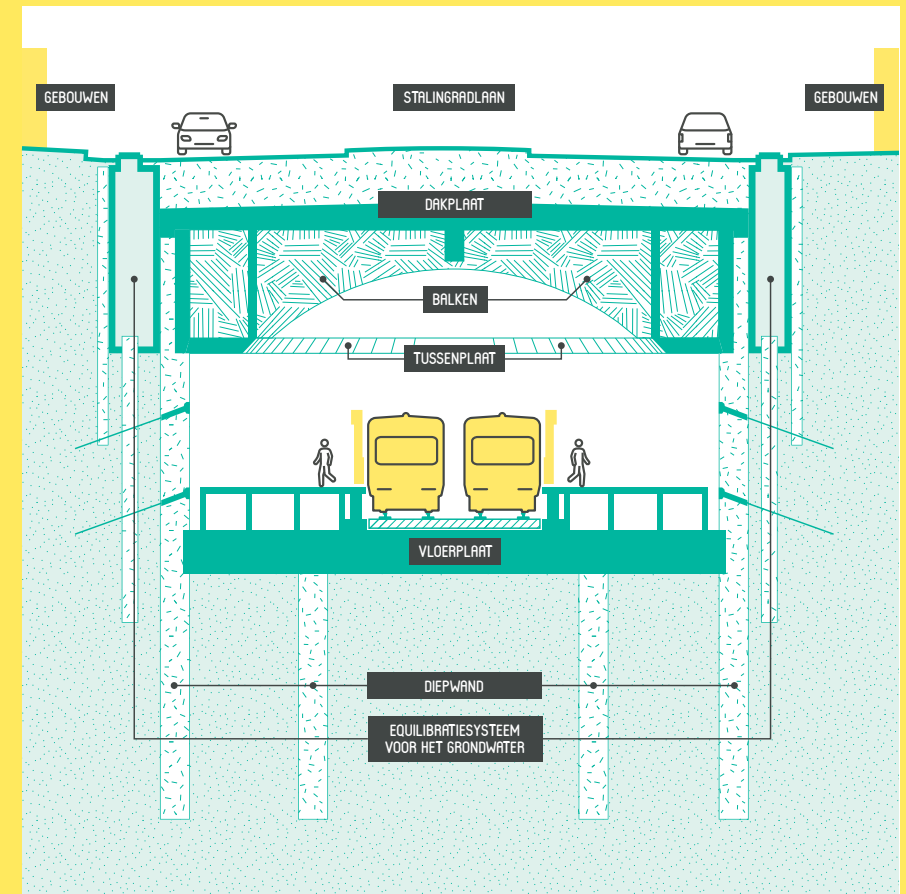 GEBOUWEN
STALINGRADLAAN
GEBOUWEN
DAKPLAAT
BALKEN
TUSSENPLAAT
VLOERPLAAT
DIEPWAND
EQUILIBRATIESYSTEEM
VOOR HET GRONDWATER